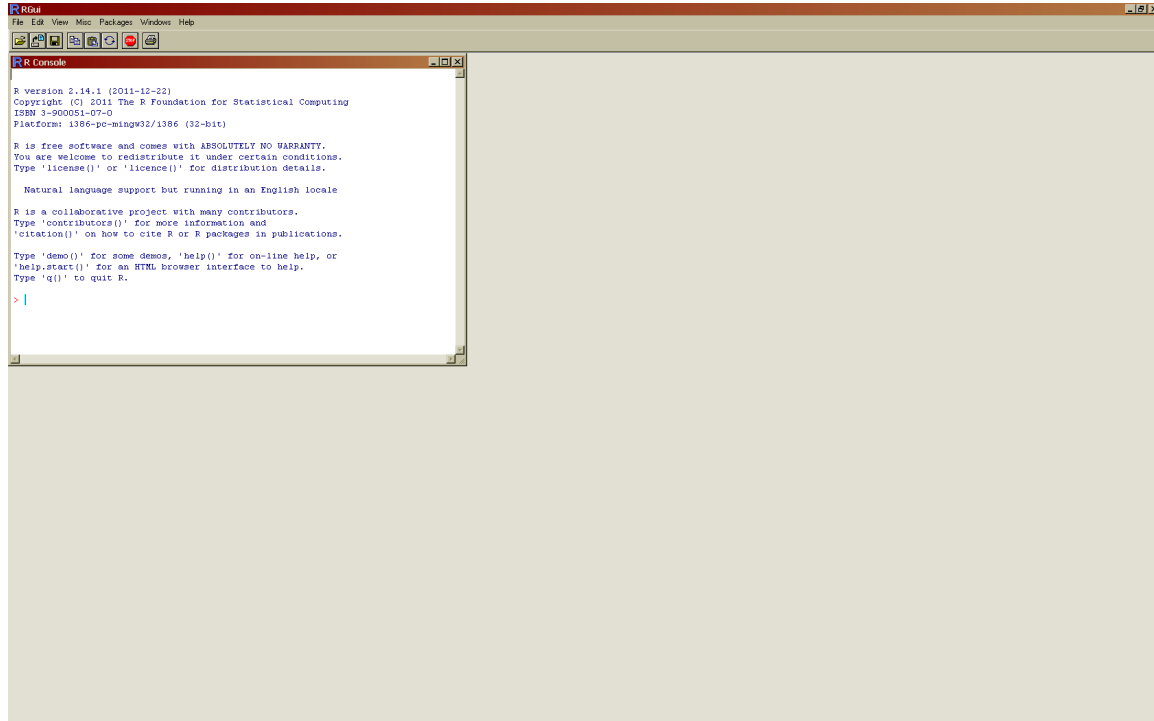 RGui
File Edit View Misc Packages Windows Help
STOP
R Console
R version 2.14.1 (2011-12-22)
Copyright (C) 2011 The R Foundation for Statistical Computing
ISBN 3-900051-07-0
Platform: i386-pc-mingw32/i386 (32-bit)
R is free software and comes with ABSOLUTELY NO WARRANTY.
You are welcome to redistribute it under certain conditions.
Type 'license()' or 'licence()' for distribution details.
Natural language support but running in an English locale
R is a collaborative project with many contributors.
Type 'contributors()' for more information and
'citation()' on how to cite R or R packages in publications.
Type 'demo()' for some demos, 'help()' for on-line help, or
'help.start()' for an HTML browser interface to help.
Type 'q()' to quit R.
>